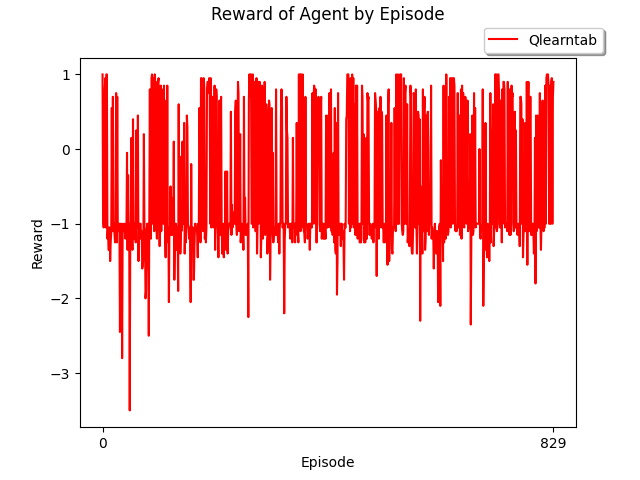 Reward of Agent by Episode
Qlearntab
1
0
−1
−2
−3
Reward
0
829
Episode